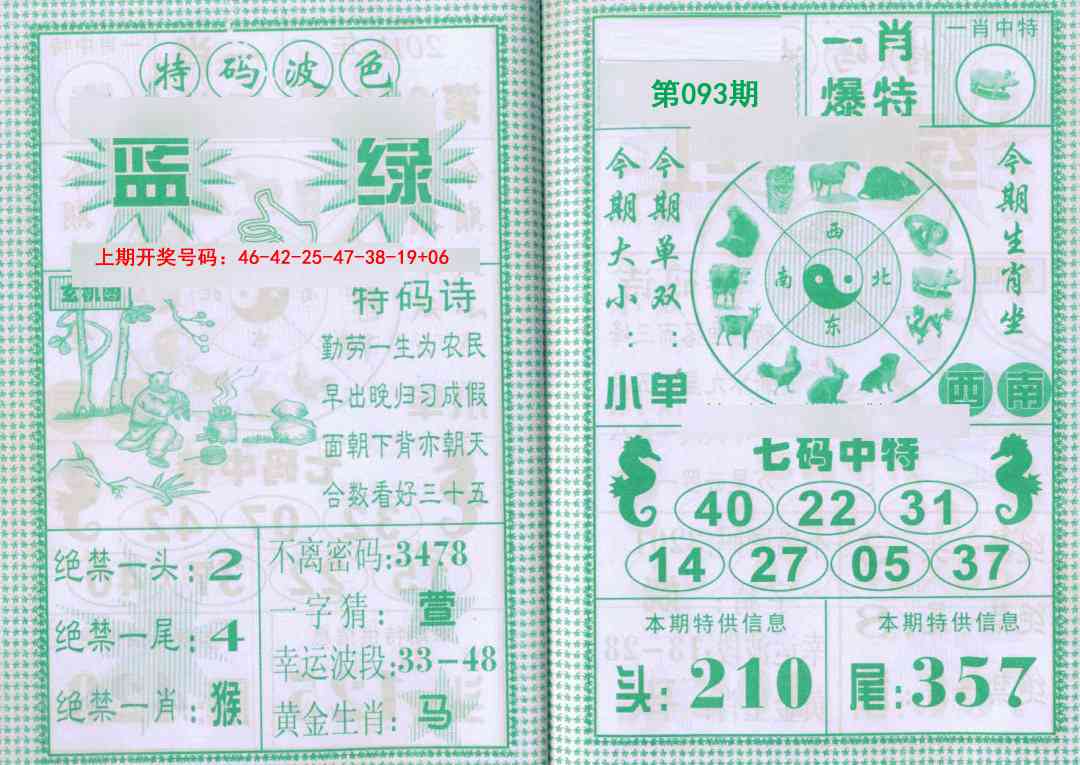 特码波色
蓝 绿
上期开奖号码：46-42-25-47-38-19+06
玄机图
特码诗
勤劳一生为农民
早出晚归习成假
面朝下背亦朝天
合数看好三十五
绝禁一头:2
绝禁一尾:4
绝禁一肖:猴
不离密码:3478
一字猜:萱
幸运波段:33-48
黄金生肖:马
第093期
一肖
爆特
一肖中特
今期大小:小
今期单双:单
西
南 北
东
今期生肖坐
西南
七码中特
40 22 31
14 27 05 37
本期特供信息
头:210
本期特供信息
尾:357